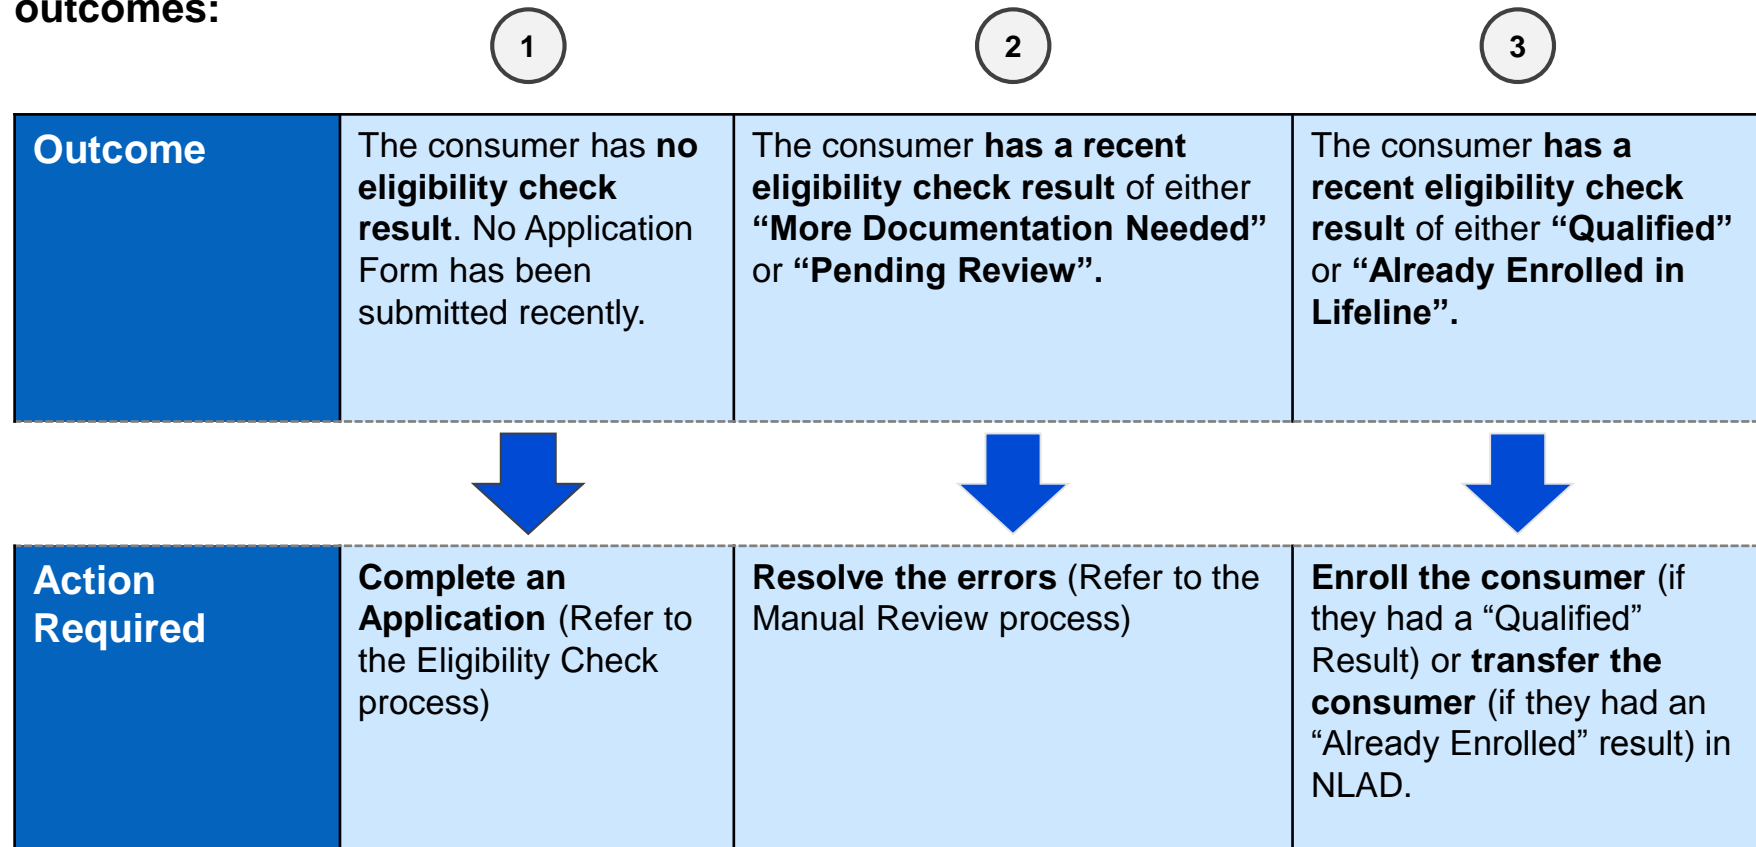 outcomes:
1
2
3
Outcome
The consumer has no
eligibility check
result. No Application
Form has been
submitted recently.
The consumer has a recent
eligibility check result of either
“More Documentation Needed”
or “Pending Review”.
The consumer has a
recent eligibility check
result of either “Qualified”
or “Already Enrolled in
Lifeline”.
Action
Required
Complete an
Application (Refer to
the Eligibility Check
process)
Resolve the errors (Refer to the
Manual Review process)
Enroll the consumer (if
they had a “Qualified”
Result) or transfer the
consumer (if they had an
“Already Enrolled” result) in
NLAD.